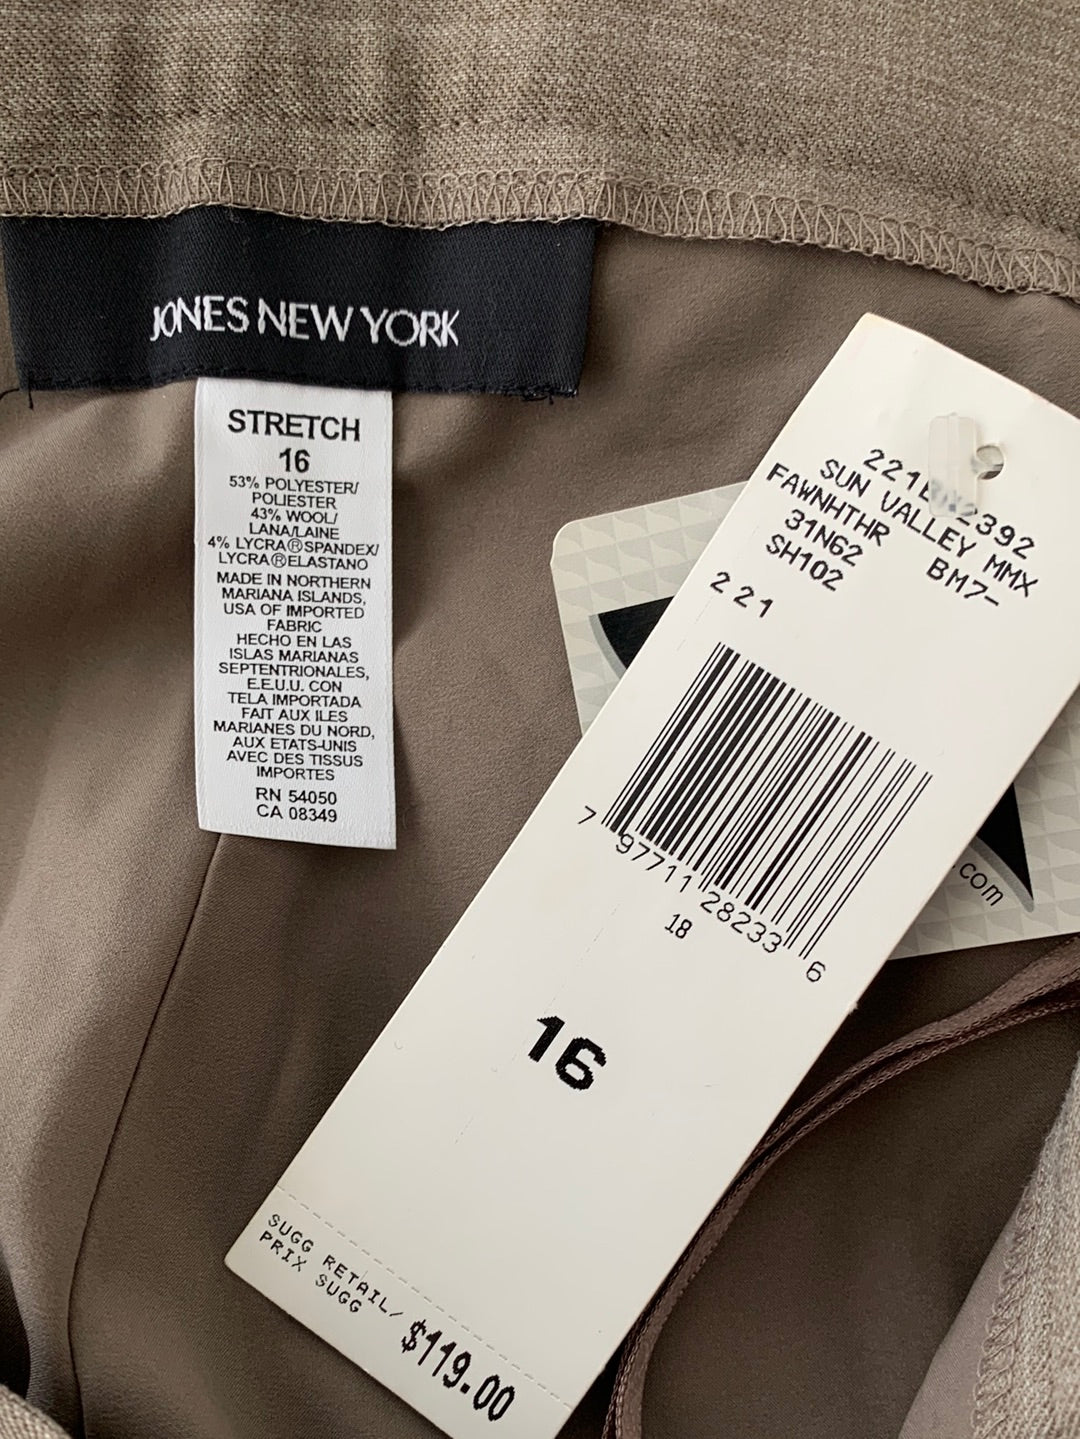 JONES NEW YORK
STRETCH
16
53% POLYESTER/
POLIESTER
43% WOOL/
LANA/LAINE
4% LYCRA®SPANDEX/
LYCRA®ELASTANO
MADE IN NORTHERN
MARIANA ISLANDS,
USA OF IMPORTED
FABRIC
HECHO EN LAS
ISLAS MARIANAS
SEPTENTRIONALES,
E.E.U.U. CON
TELA IMPORTADA
FAIT AUX ILES
MARIANES DU NORD,
AUX ETATS-UNIS
AVEC DES TISSUS
IMPORTES
RN 54050
CA 08349
SUN VALLEY MMX
FAWNHTHR BM7-
31N62
SH102
221
7 97711 28233 6
18
16
SUGG RETAIL/
PRIX SUGG
$119.00
.com